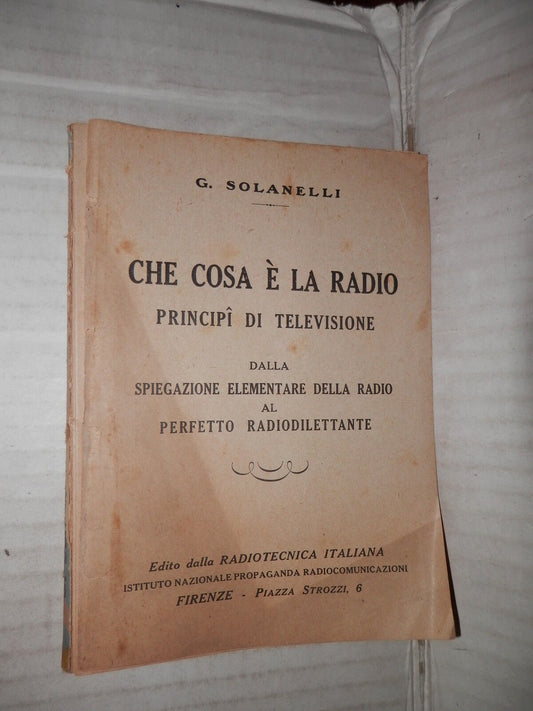 G. SOLANELLI
CHE COSA È LA RADIO
PRINCIPÎ DI TELEVISIONE
DALLA
SPIEGAZIONE ELEMENTARE DELLA RADIO
AL
PERFETTO RADIODILETTANTE
Edito dalla RADIOTECNICA ITALIANA
ISTITUTO NAZIONALE PROPAGANDA RADIOCOMUNICAZIONI
FIRENZE - PIAZZA STROZZI, 6